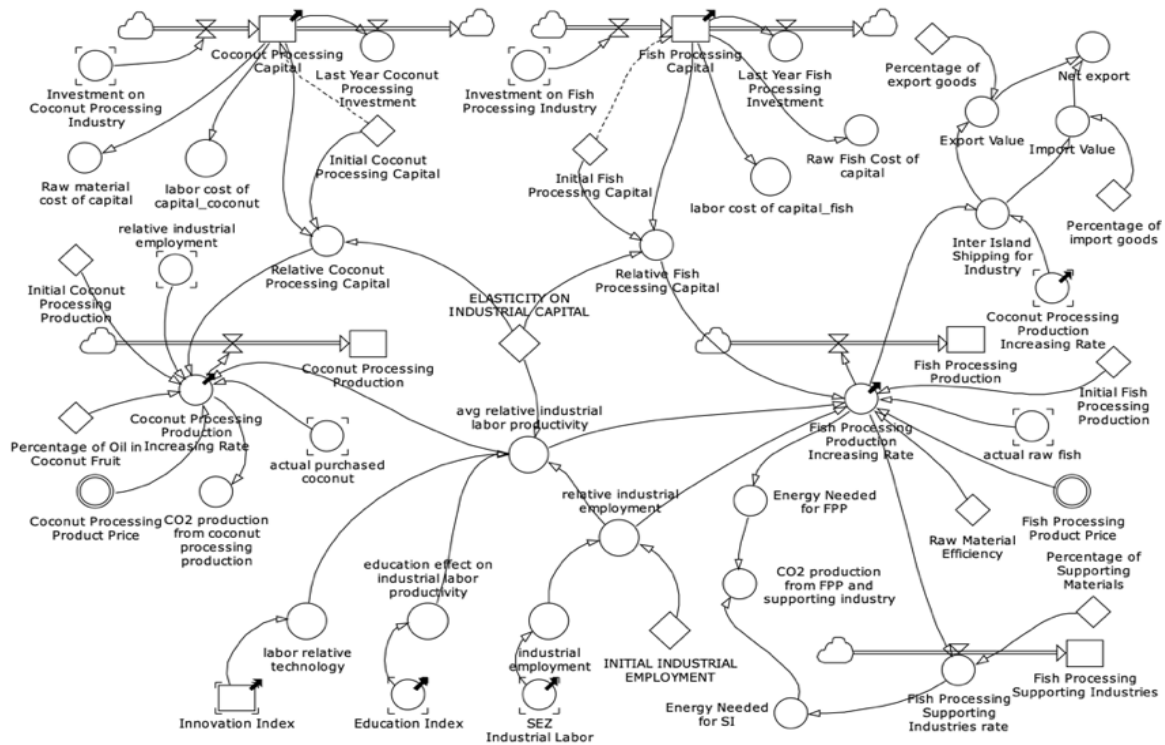 Coconut Processing
Capital
Investment on
Coconut Processing
Industry
Last Year Coconut
Processing
Investment
Raw material
cost of capital
labor cost of
capital_coconut
Initial Coconut
Processing Capital
Fish Processing
Capital
Investment on Fish
Processing Industry
Last Year Fish
Processing
Investment
Initial Fish
Processing Capital
Raw Fish Cost of
capital
labor cost of capital_fish
Percentage of
export goods
Net export
Export Value
Import Value
Percentage of
import goods
Inter Island
Shipping for
Industry
Coconut Processing
Production
Increasing Rate
relative industrial
employment
Initial Coconut
Processing
Production
Relative Coconut
Processing Capital
Relative Fish
Processing Capital
ELASTICITY ON
INDUSTRIAL CAPITAL
Coconut Processing
Production
Fish Processing
Production
Initial Fish
Processing
Production
Percentage of Oil in
Coconut Fruit
Coconut Processing
Production
Increasing Rate
actual purchased
coconut
avg relative industrial
labor productivity
Fish Processing
Production
Increasing Rate
actual raw fish
Coconut Processing
Product Price
CO2 production
from coconut
processing
production
relative industrial
employment
Energy Needed
for FPP
Raw Material
Efficiency
Fish Processing
Product Price
Percentage of
Supporting
Materials
education effect on
industrial labor
productivity
CO2 production
from FPP and
supporting industry
labor relative
technology
industrial
employment
INITIAL INDUSTRIAL
EMPLOYMENT
Fish Processing
Supporting Industries
Innovation Index
Education Index
SEZ
Industrial Labor
Energy Needed
for SI
Fish Processing
Supporting
Industries rate